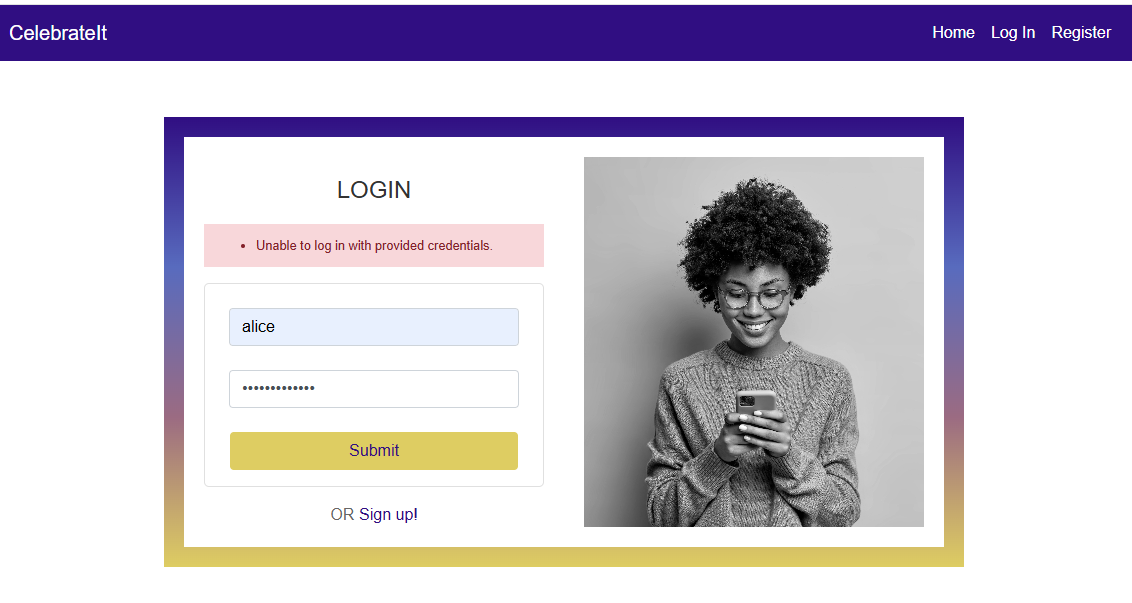 CelebrateIt
Home Log In Register
LOGIN
• Unable to log in with provided credentials.
alice
•••••••••••••
Submit
OR Sign up!